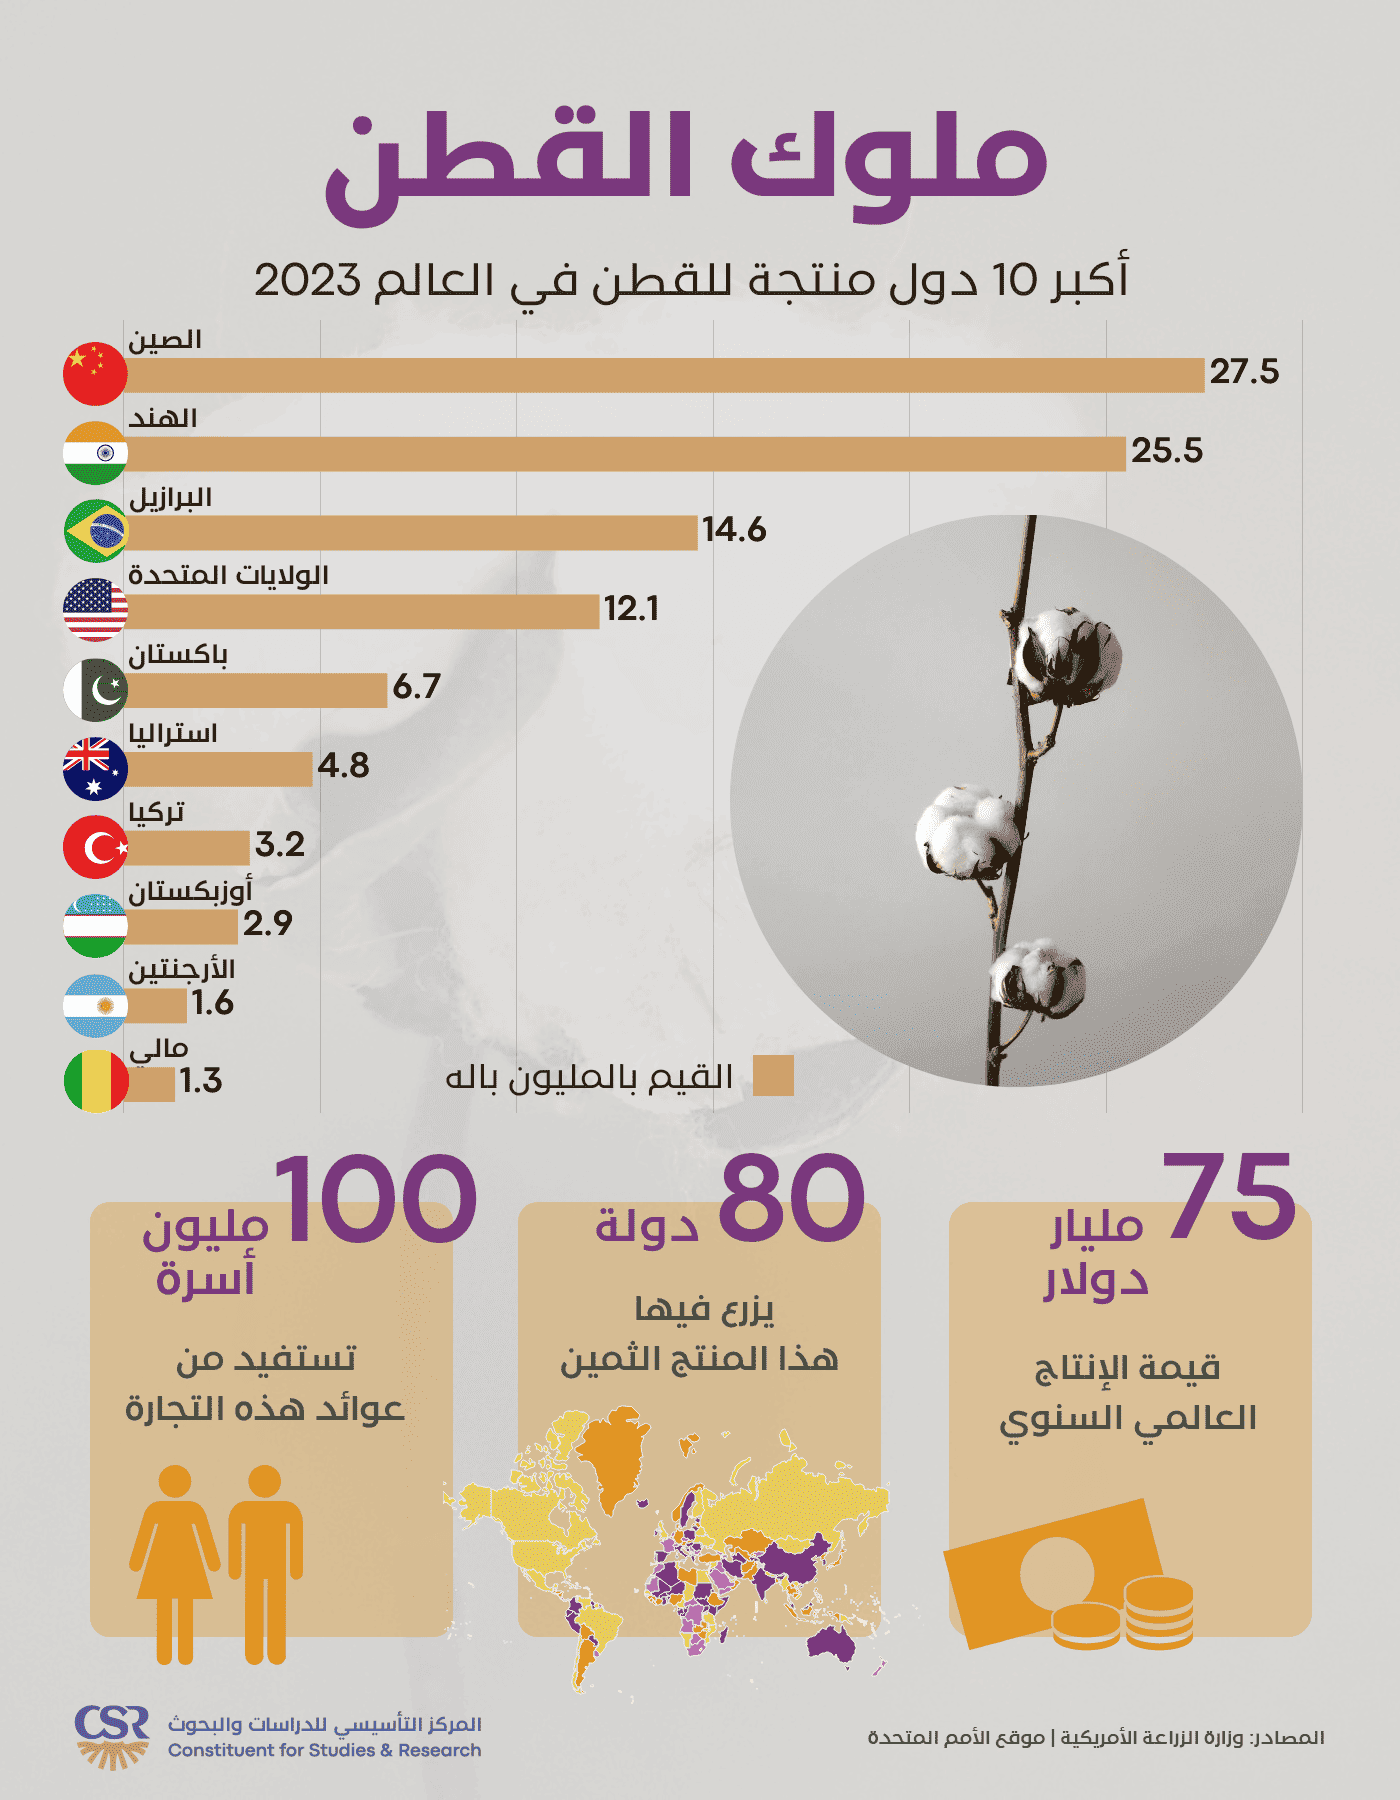 ملوك القطن
أكبر 10 دول منتجة للقطن في العالم 2023
الصين
27.5
الهند
25.5
البرازيل
14.6
الولايات المتحدة
12.1
باكستان
6.7
استراليا
4.8
تركيا
3.2
أوزبكستان
2.9
الأرجنتين
1.6
مالي
1.3
القيم بالمليون باله
75 مليار
دولار
قيمة الإنتاج
العالمي السنوي
80 دولة
يزرع فيها
هذا المنتج الثمين
100 مليون
أسرة
تستفيد من
عوائد هذه التجارة
المصادر: وزارة الزراعة الأمريكية | موقع الأمم المتحدة
CSR
المركز التأسيسي للدراسات والبحوث
Constituent for Studies & Research